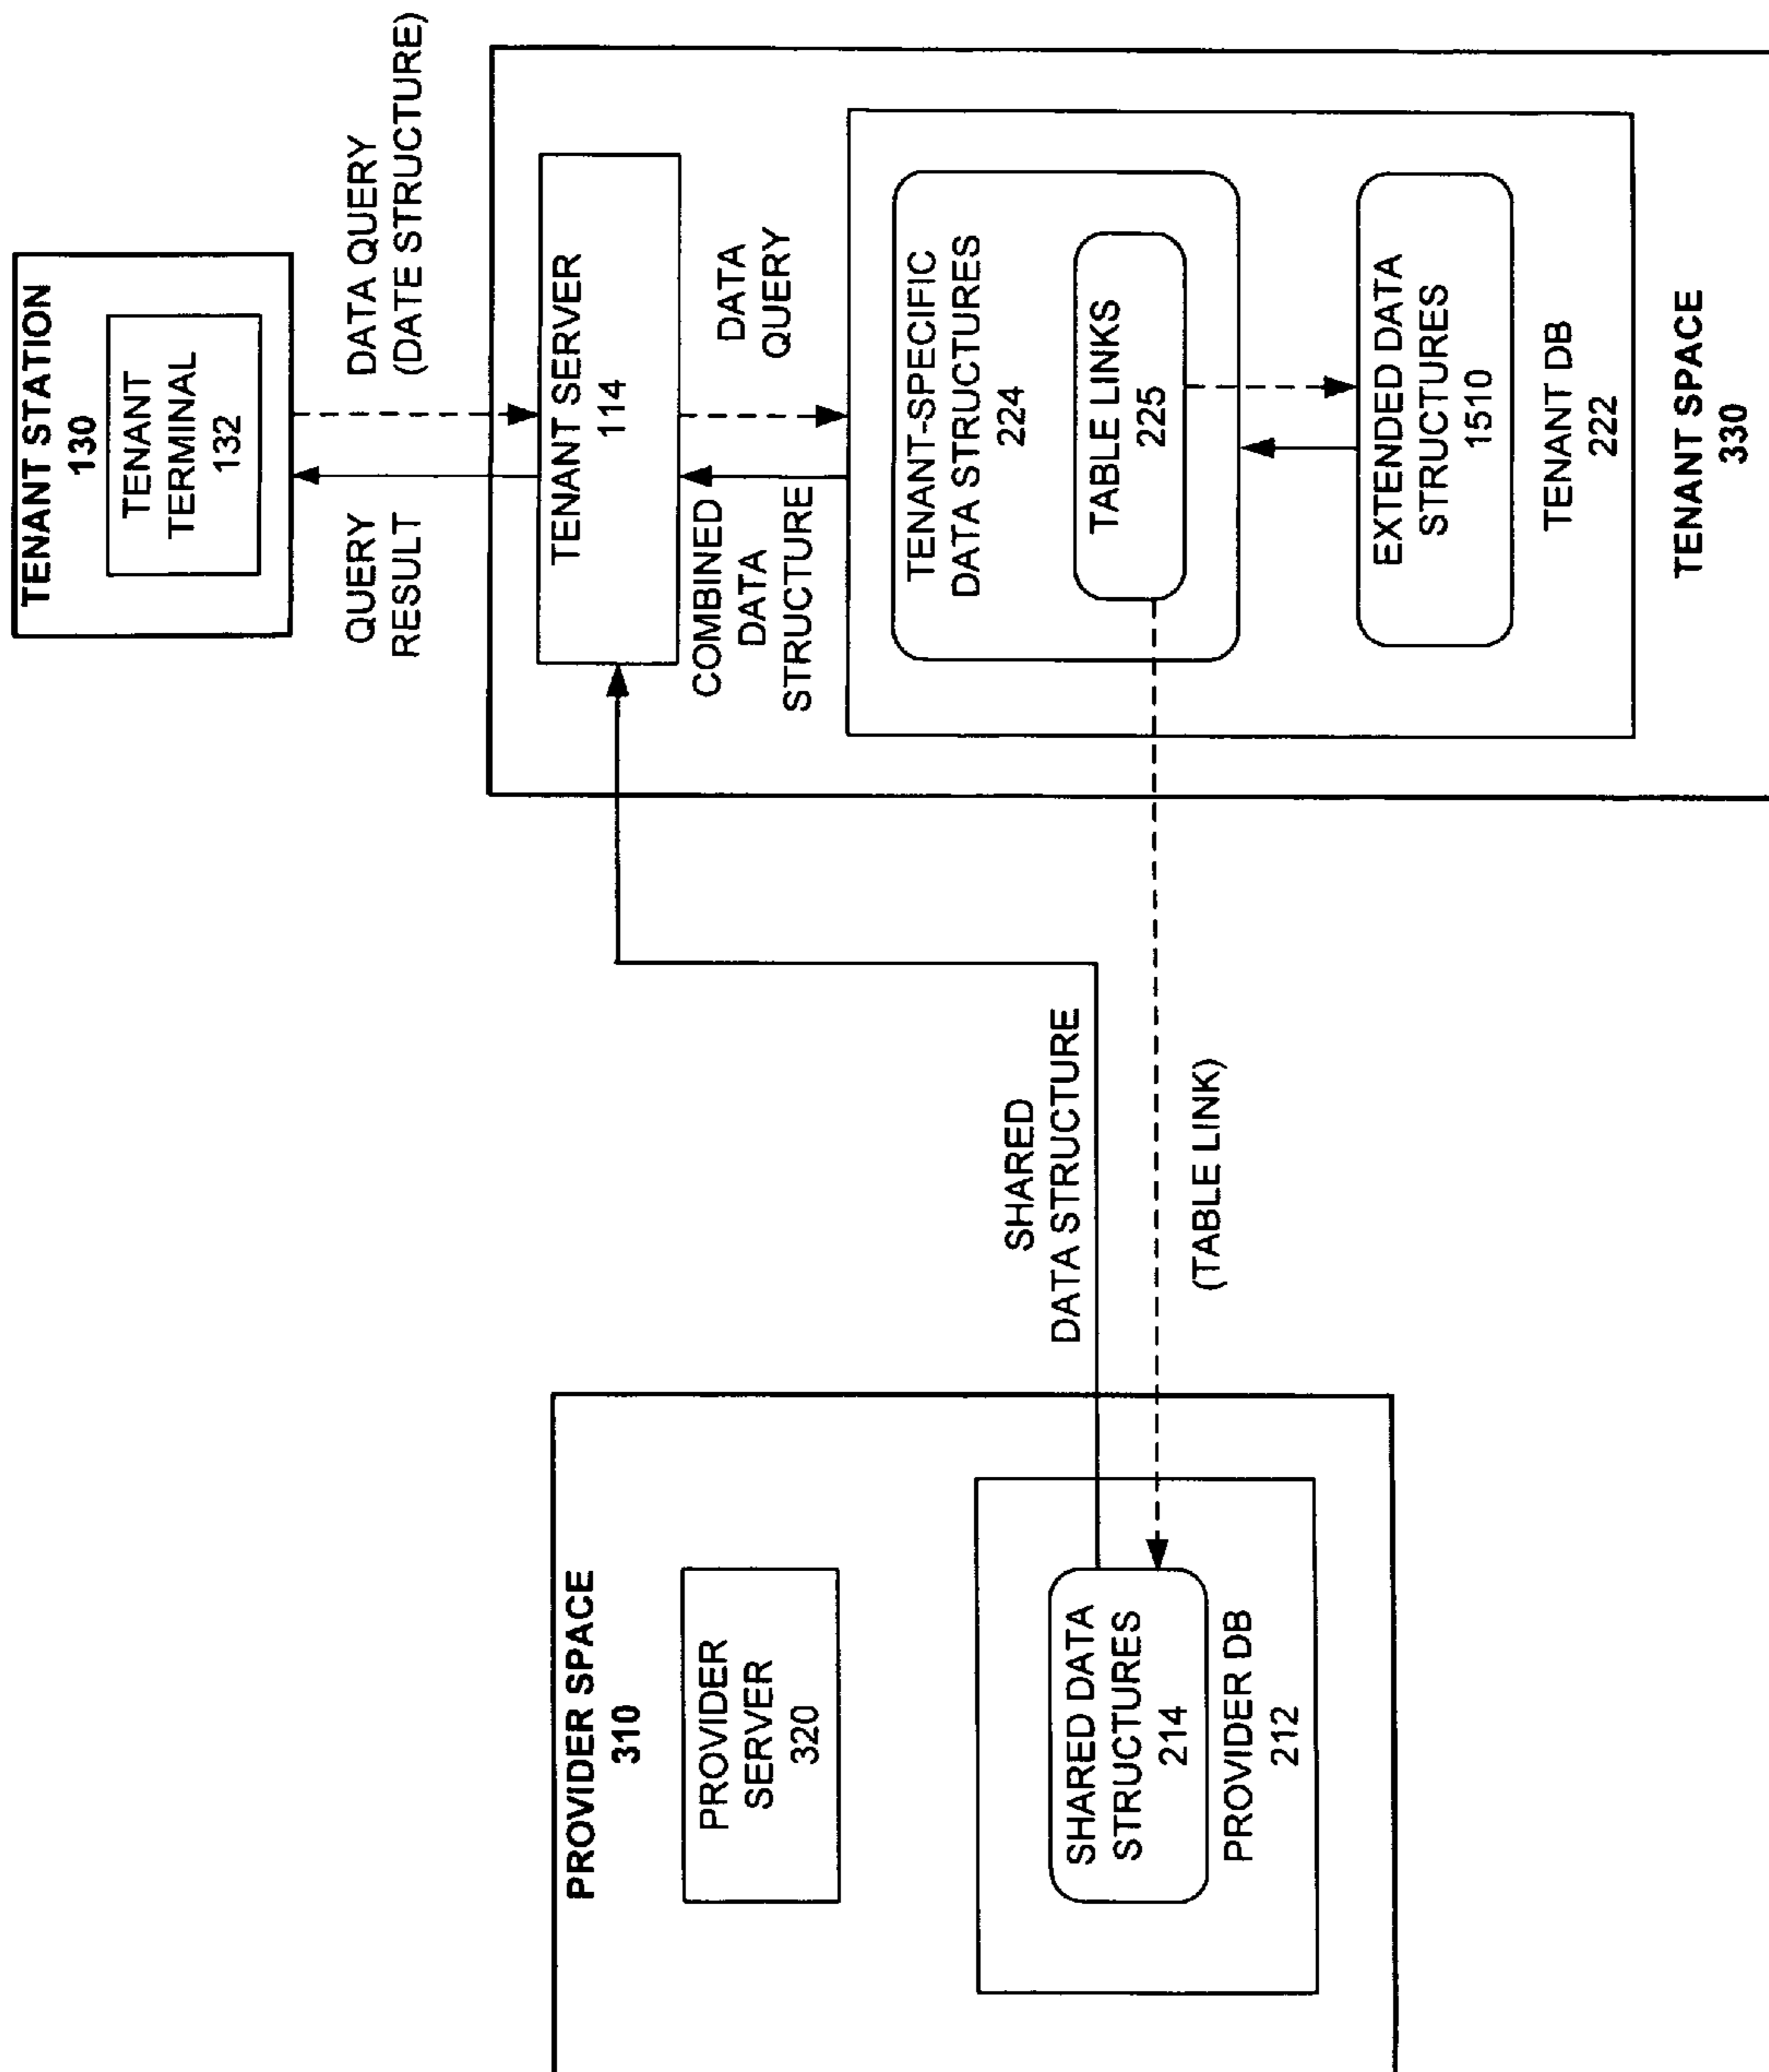 TENANT STATION
130
TENANT
TERMINAL
132
QUERY
RESULT
DATA QUERY
(DATE STRUCTURE)
TENANT SERVER
114
COMBINED
DATA
STRUCTURE
DATA
QUERY
TENANT-SPECIFIC
DATA STRUCTURES
224
TABLE LINKS
225
EXTENDED DATA
STRUCTURES
1510
TENANT DB
222
TENANT SPACE
330
SHARED
DATA STRUCTURE
(TABLE LINK)
PROVIDER SPACE
310
PROVIDER
SERVER
320
SHARED DATA
STRUCTURES
214
PROVIDER DB
212